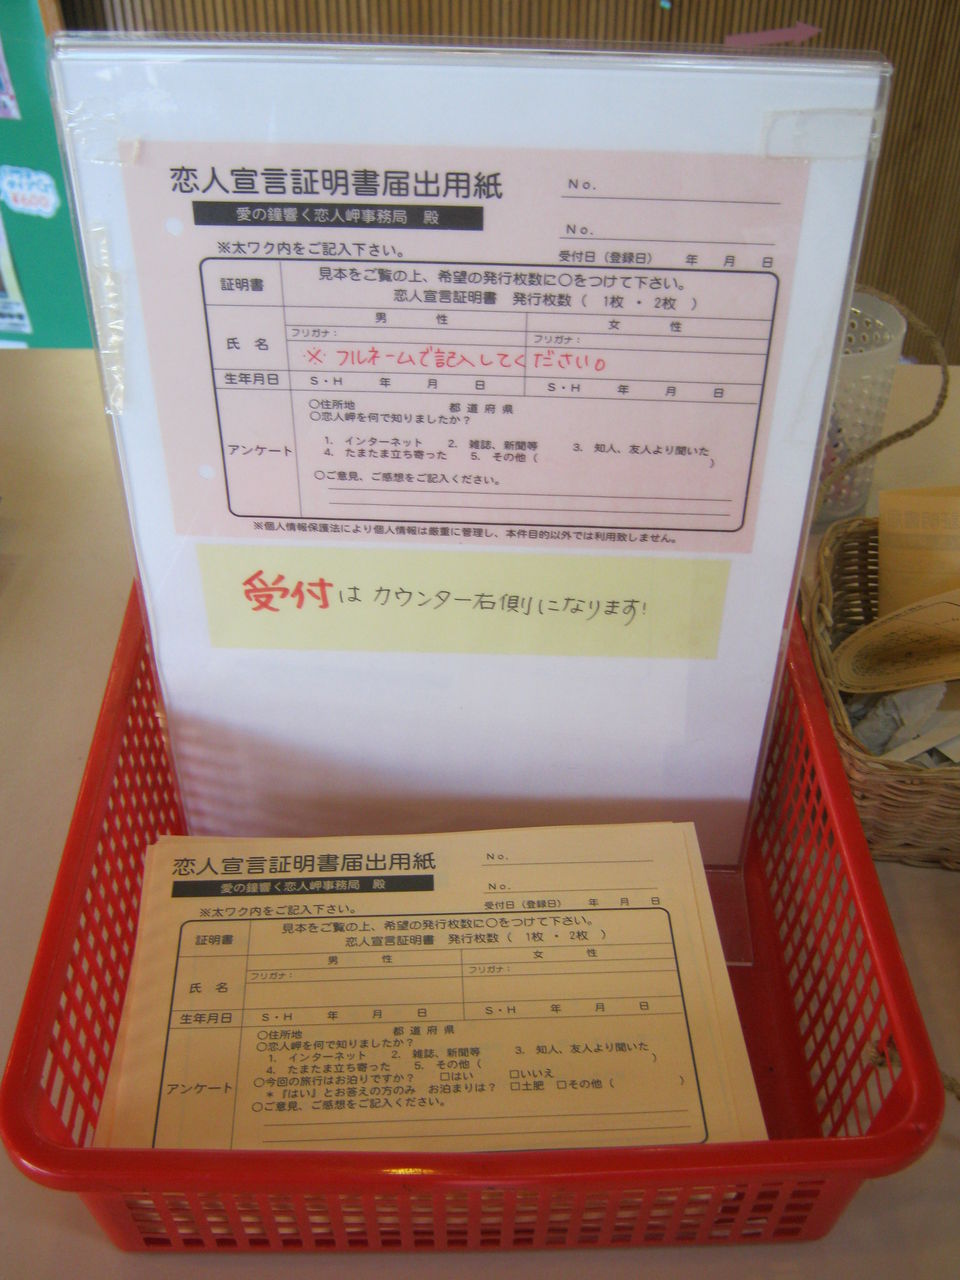 ¥600
恋人宣言証明書届出用紙
No.
愛の鐘響く恋人岬事務局 殿
No.
※太ワク内をご記入下さい。
受付日（登録日） 年 月 日
証明書
見本をご覧の上、希望の発行枚数に○をつけて下さい。
恋人宣言証明書 発行枚数（ 1枚 ・ 2枚 ）
男 性 女 性
氏 名
フリガナ： フリガナ：
※ フルネームで記入してください。
生年月日 S・H 年 月 日 S・H 年 月 日
アンケート
○住所地 都 道 府 県
○恋人岬を何で知りましたか？
1. インターネット 2. 雑誌、新聞等 3. 知人、友人より聞いた
4. たまたま立ち寄った 5. その他（ ）
○ご意見、ご感想をご記入ください。
※個人情報保護法により個人情報は厳重に管理し、本件目的以外では利用致しません。
受付は カウンター右側になります!
恋人宣言証明書届出用紙
No.
愛の鐘響く恋人岬事務局 殿
No.
※太ワク内をご記入下さい。
受付日（登録日） 年 月 日
証明書
見本をご覧の上、希望の発行枚数に○をつけて下さい。
恋人宣言証明書 発行枚数（ 1枚 ・ 2枚 ）
男 性 女 性
氏 名
フリガナ： フリガナ：
生年月日 S・H 年 月 日 S・H 年 月 日
アンケート
○住所地 都 道 府 県
○恋人岬を何で知りましたか？
1. インターネット 2. 雑誌、新聞等 3. 知人、友人より聞いた
4. たまたま立ち寄った 5. その他（ ）
○今回の旅行はお泊りですか？ □はい □いいえ
＊『はい』とお答えの方のみ お泊まりは？ □土肥 □その他（ ）
○ご意見、ご感想をご記入ください。